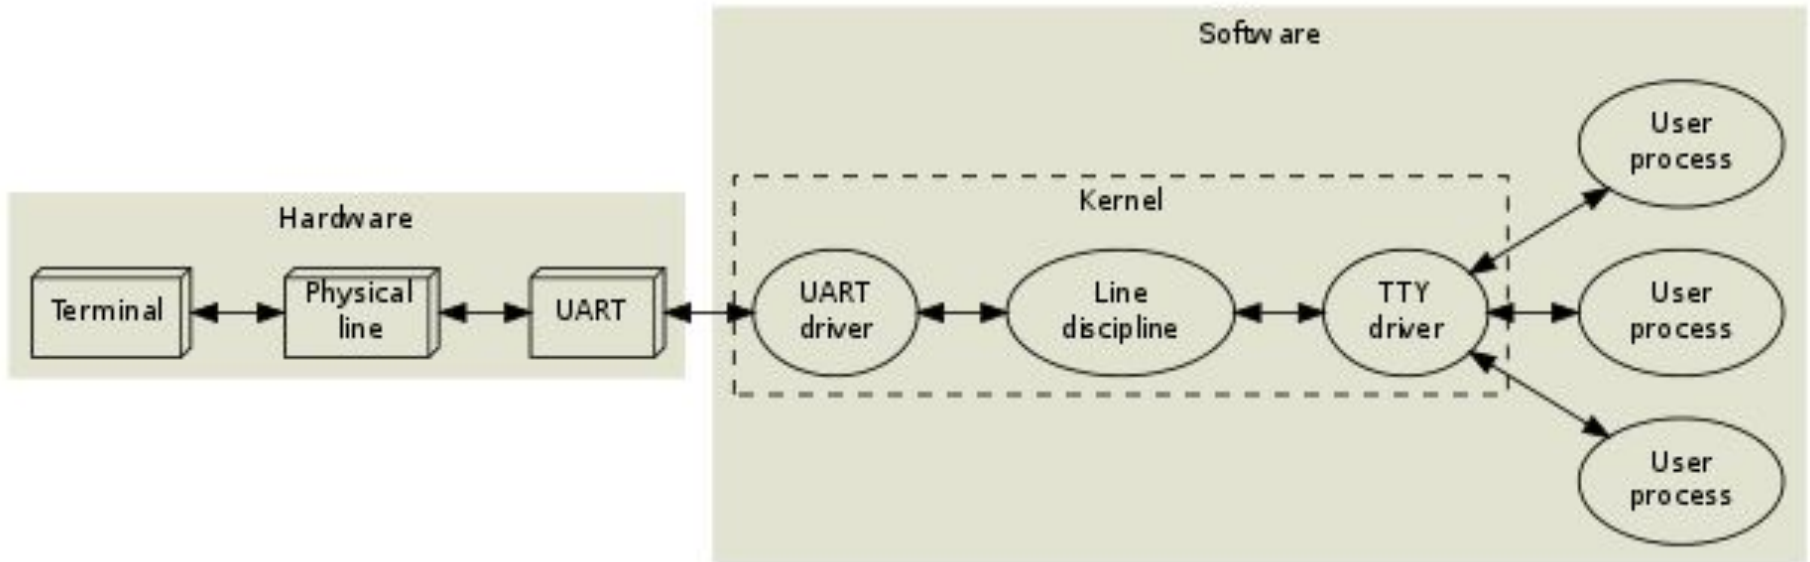 Software
Hardware
Kernel
Terminal
Physical
line
UART
UART
driver
Line
discipline
TTY
driver
User
process
User
process
User
process